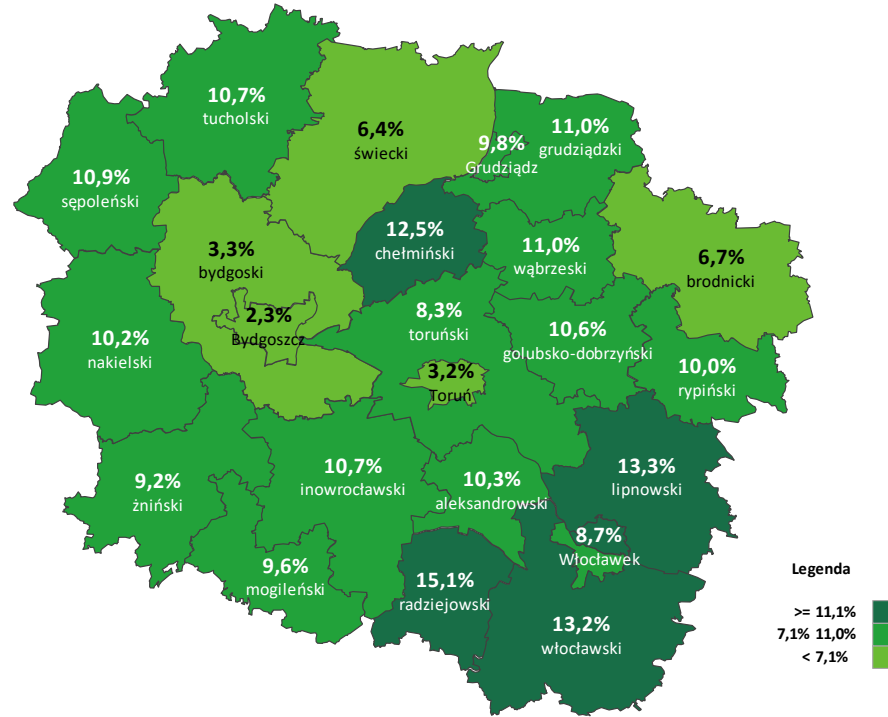 10,7%
tucholski
6,4%
świecki
9,8%
Grudziądz
11,0%
grudziądzki
10,9%
sępoleński
12,5%
chełmiński
11,0%
wąbrzeski
6,7%
brodnicki
3,3%
bydgoski
2,3%
Bydgoszcz
8,3%
toruński
10,6%
golubsko-dobrzyński
10,2%
nakielski
3,2%
Toruń
10,0%
rypiński
9,2%
żniński
10,7%
inowrocławski
10,3%
aleksandrowski
13,3%
lipnowski
8,7%
Włocławek
9,6%
mogileński
15,1%
radziejowski
13,2%
włocławski
Legenda
>= 11,1%
7,1% 11,0%
< 7,1%